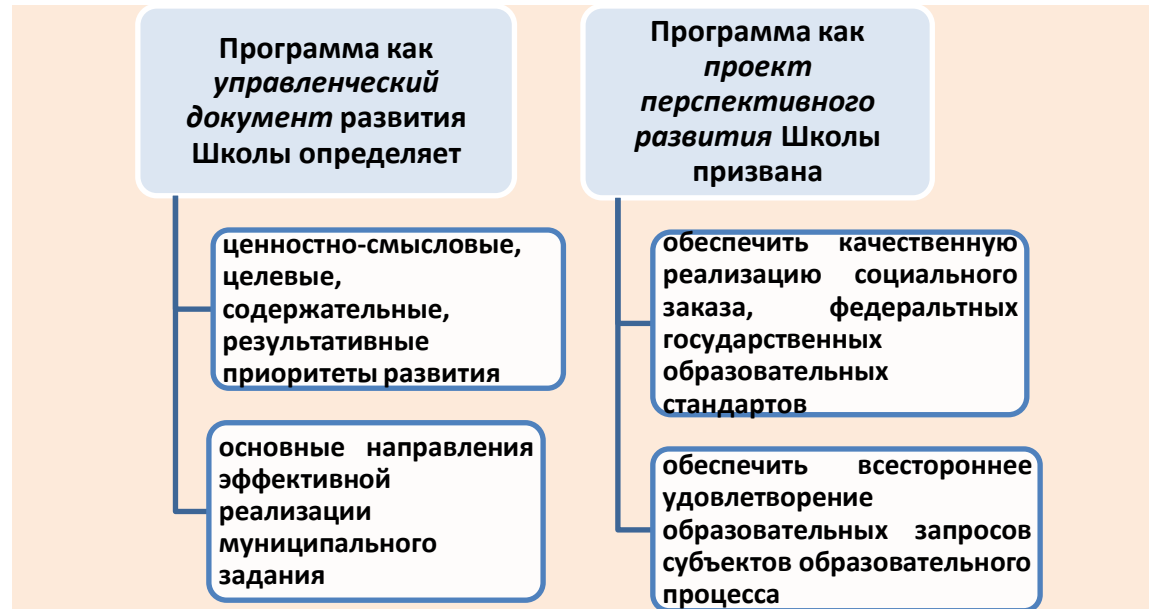 Программа как
управленческий
документ развития
Школы определяет
ценностно-смысловые,
целевые,
содержательные,
результативные
приоритеты развития
основные направления
эффективной
реализации
муниципального
задания
Программа как
проект
перспективного
развития Школы
призвана
обеспечить качественную
реализацию социального
заказа, федеральтных
государственных
образовательных
стандартов
обеспечить всестороннее
удовлетворение
образовательных запросов
субъектов образовательного
процесса